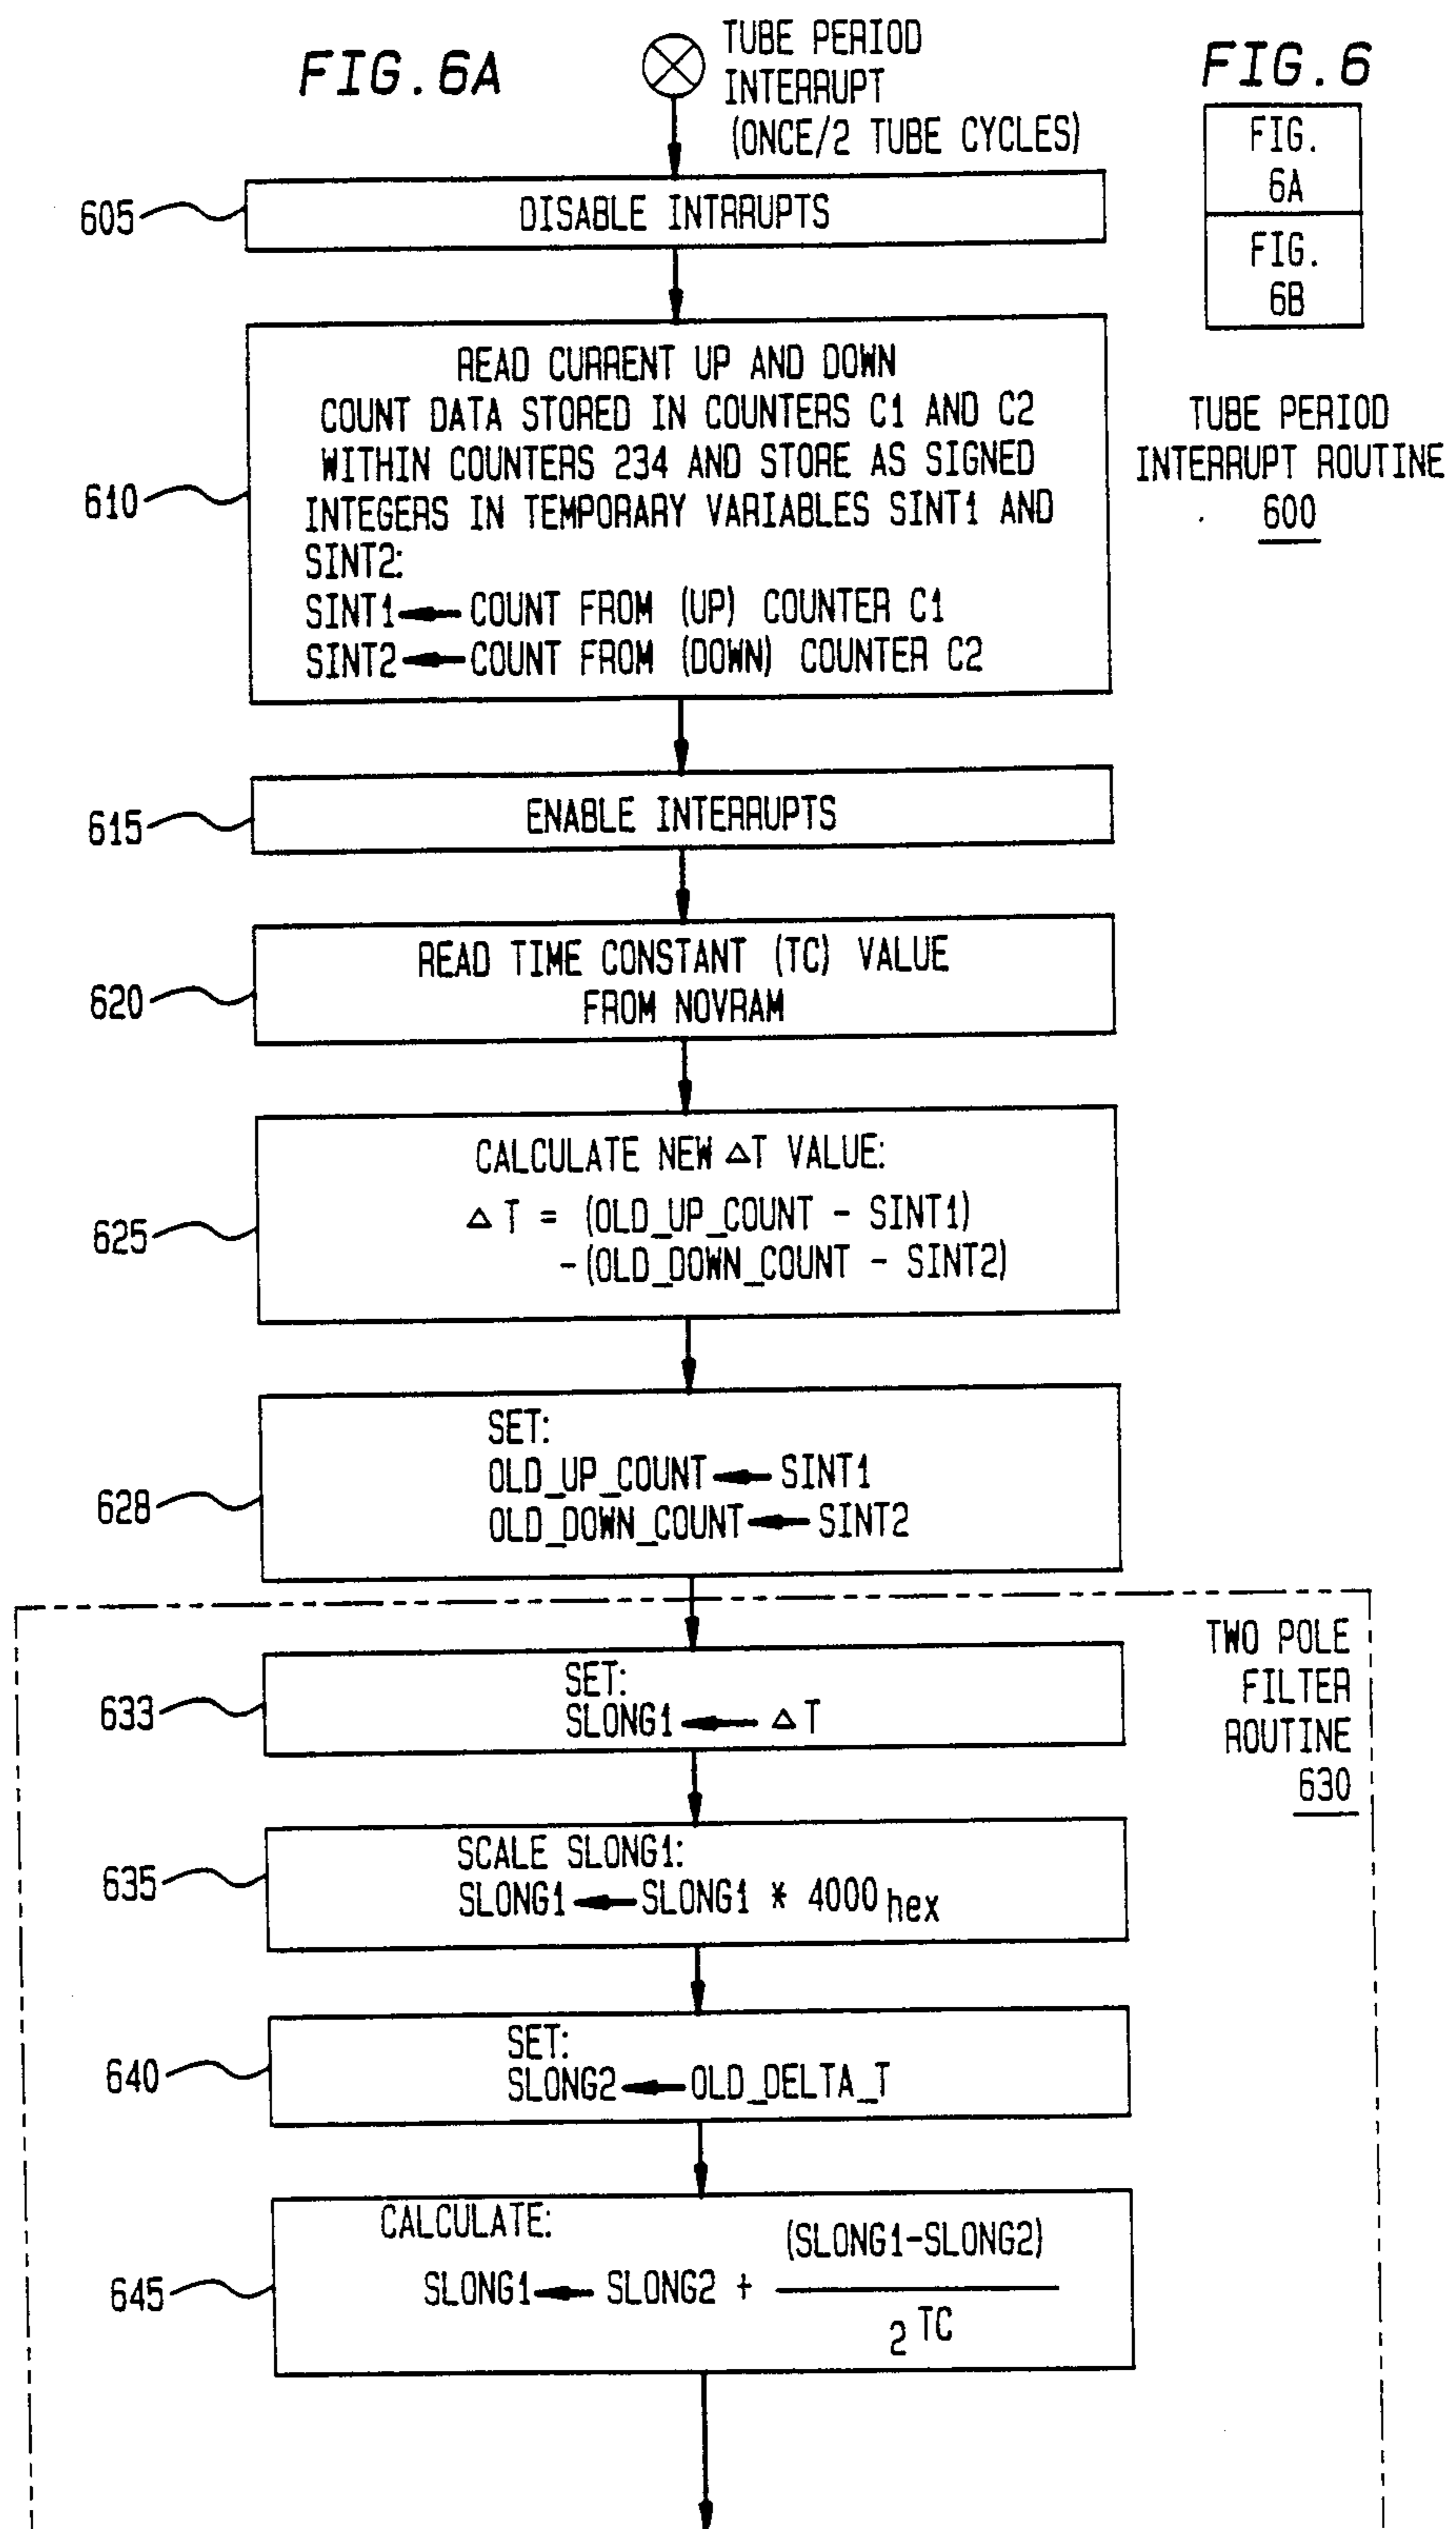 FIG.6A
TUBE PERIOD
INTERRUPT
(ONCE/2 TUBE CYCLES)
FIG.6
FIG.
6A
FIG.
6B
TUBE PERIOD
INTERRUPT ROUTINE
600
605
DISABLE INTRRUPTS
610
READ CURRENT UP AND DOWN
COUNT DATA STORED IN COUNTERS C1 AND C2
WITHIN COUNTERS 234 AND STORE AS SIGNED
INTEGERS IN TEMPORARY VARIABLES SINT1 AND
SINT2:
SINT1 ← COUNT FROM (UP) COUNTER C1
SINT2 ← COUNT FROM (DOWN) COUNTER C2
615
ENABLE INTERRUPTS
620
READ TIME CONSTANT (TC) VALUE
FROM NOVRAM
625
CALCULATE NEW ΔT VALUE:
ΔT = (OLD_UP_COUNT - SINT1)
-(OLD_DOWN_COUNT - SINT2)
628
SET:
OLD_UP_COUNT ← SINT1
OLD_DOWN_COUNT ← SINT2
TWO POLE
FILTER
ROUTINE
630
633
SET:
SLONG1 ← ΔT
635
SCALE SLONG1:
SLONG1 ← SLONG1 * 4000 hex
640
SET:
SLONG2 ← OLD_DELTA_T
645
CALCULATE:
(SLONG1-SLONG2)
SLONG1 ← SLONG2 +
2 TC